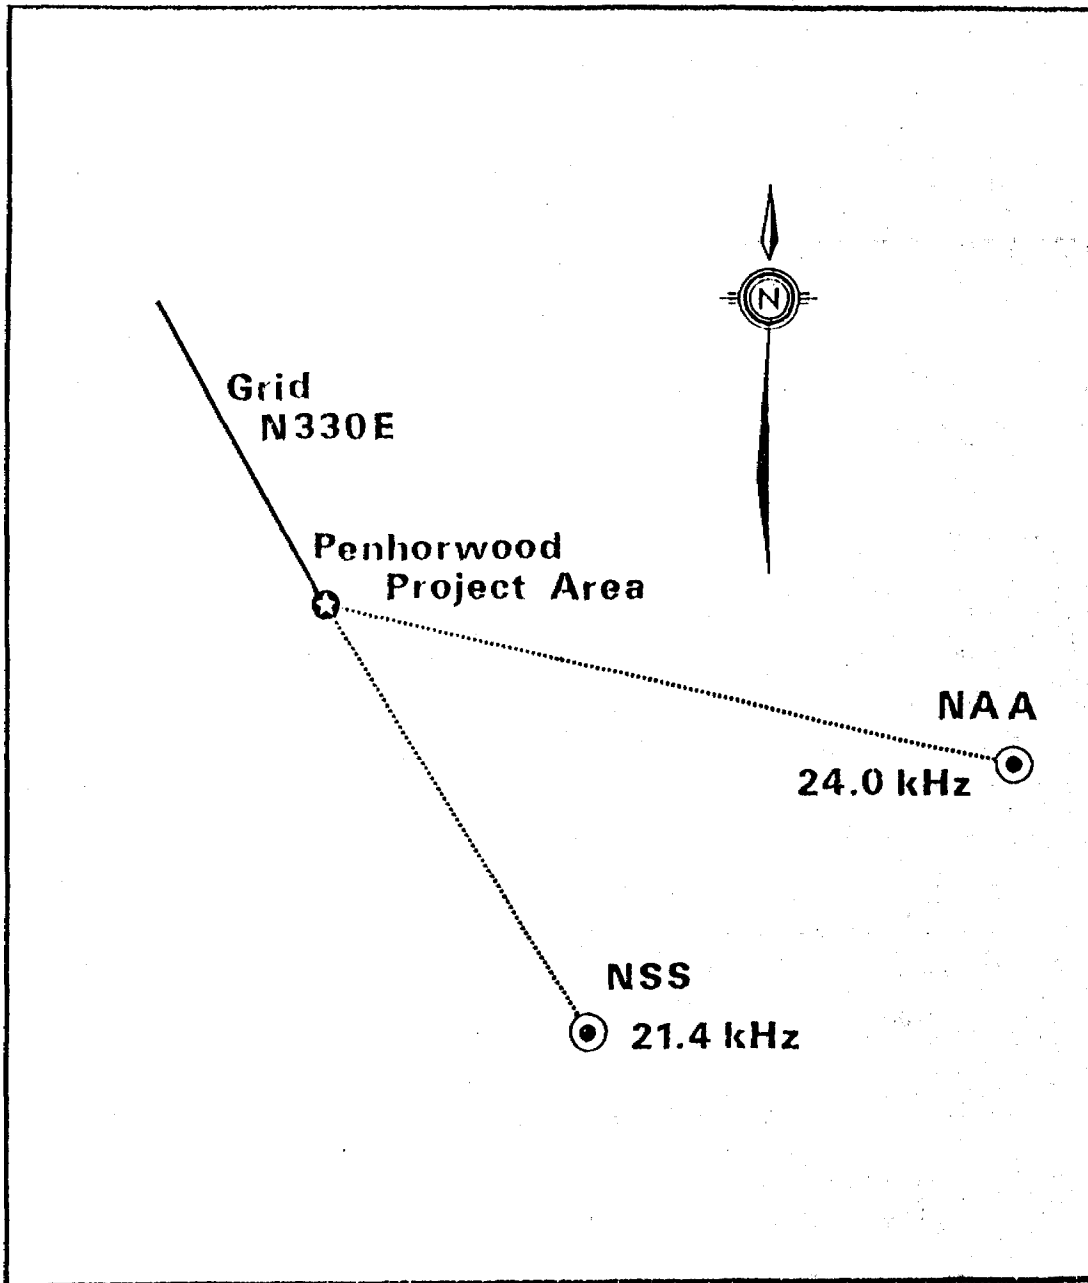 N
Grid
N330E
Penhorwood
Project Area
NAA
24.0 kHz
NSS
21.4 kHz